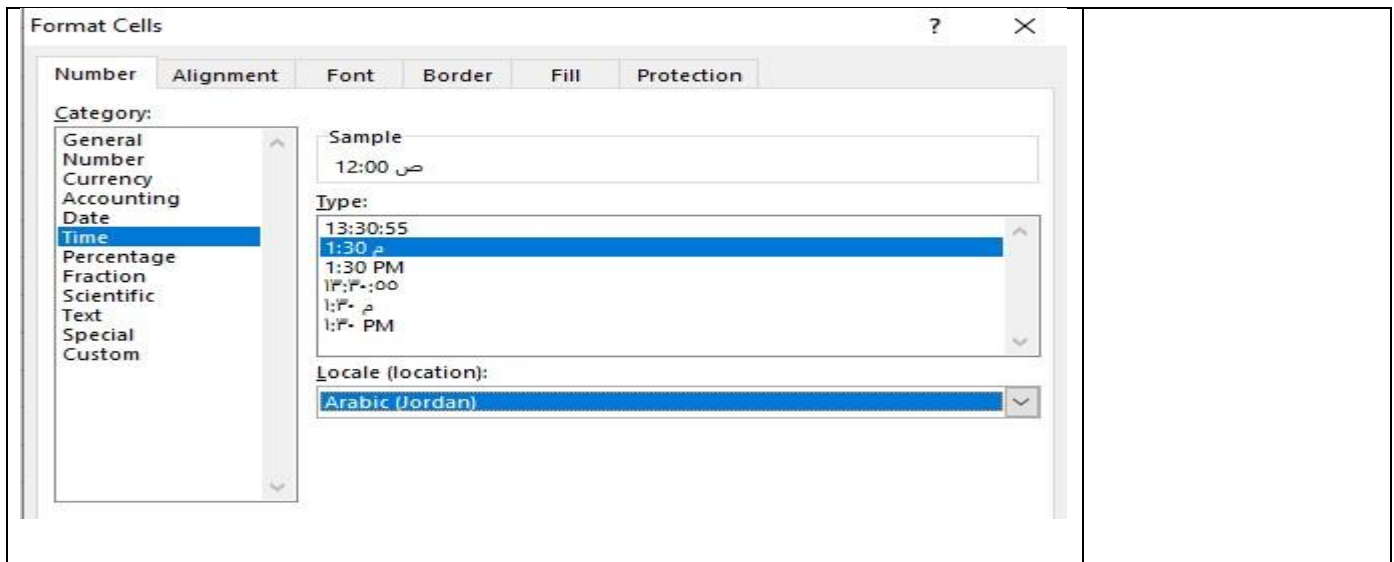 Format Cells ? ×
Number Alignment Font Border Fill Protection
Category:
General
Number
Currency
Accounting
Date
Time
Percentage
Fraction
Scientific
Text
Special
Custom
Sample
12:00 ص
Type:
13:30:55
1:30 م
1:30 PM
١٣:٣٠:٥٥
١:٣٠ م
١:٣٠ PM
Locale (location):
Arabic (Jordan)